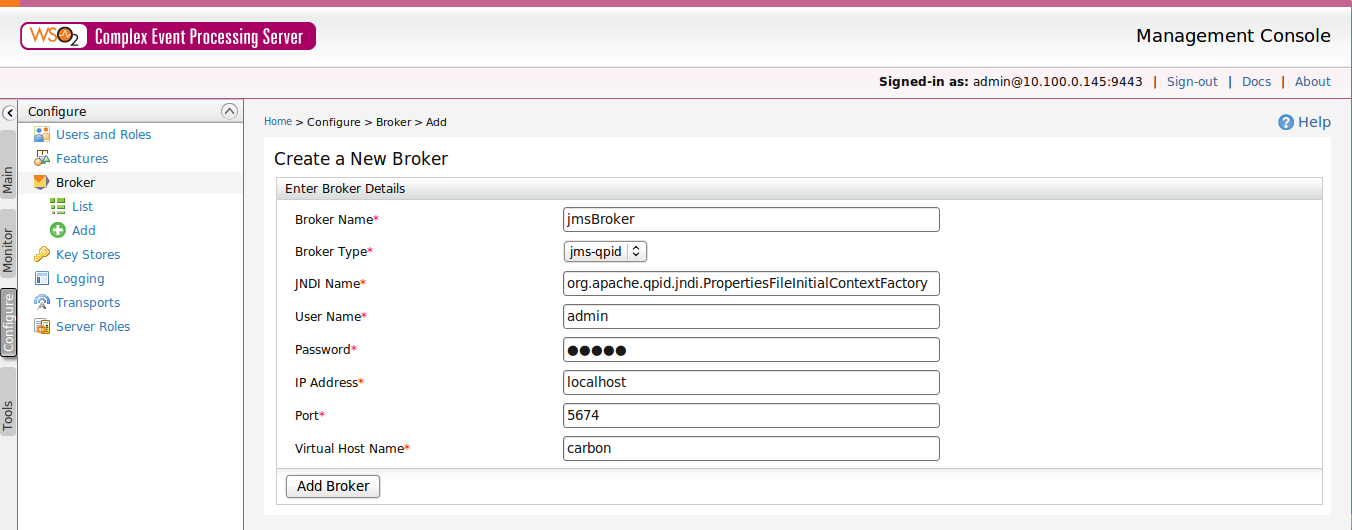 WSO2 Complex Event Processing Server
Management Console
Signed-in as: admin@10.100.0.145:9443 | Sign-out | Docs | About
Main
Monitor
Configure
Tools
Configure
Users and Roles
Features
Broker
List
Add
Key Stores
Logging
Transports
Server Roles
Home > Configure > Broker > Add
Help
Create a New Broker
Enter Broker Details
Broker Name* jmsBroker
Broker Type* jms-qpid
JNDI Name* org.apache.qpid.jndi.PropertiesFileInitialContextFactory
User Name* admin
Password* ●●●●●
IP Address* localhost
Port* 5674
Virtual Host Name* carbon
Add Broker